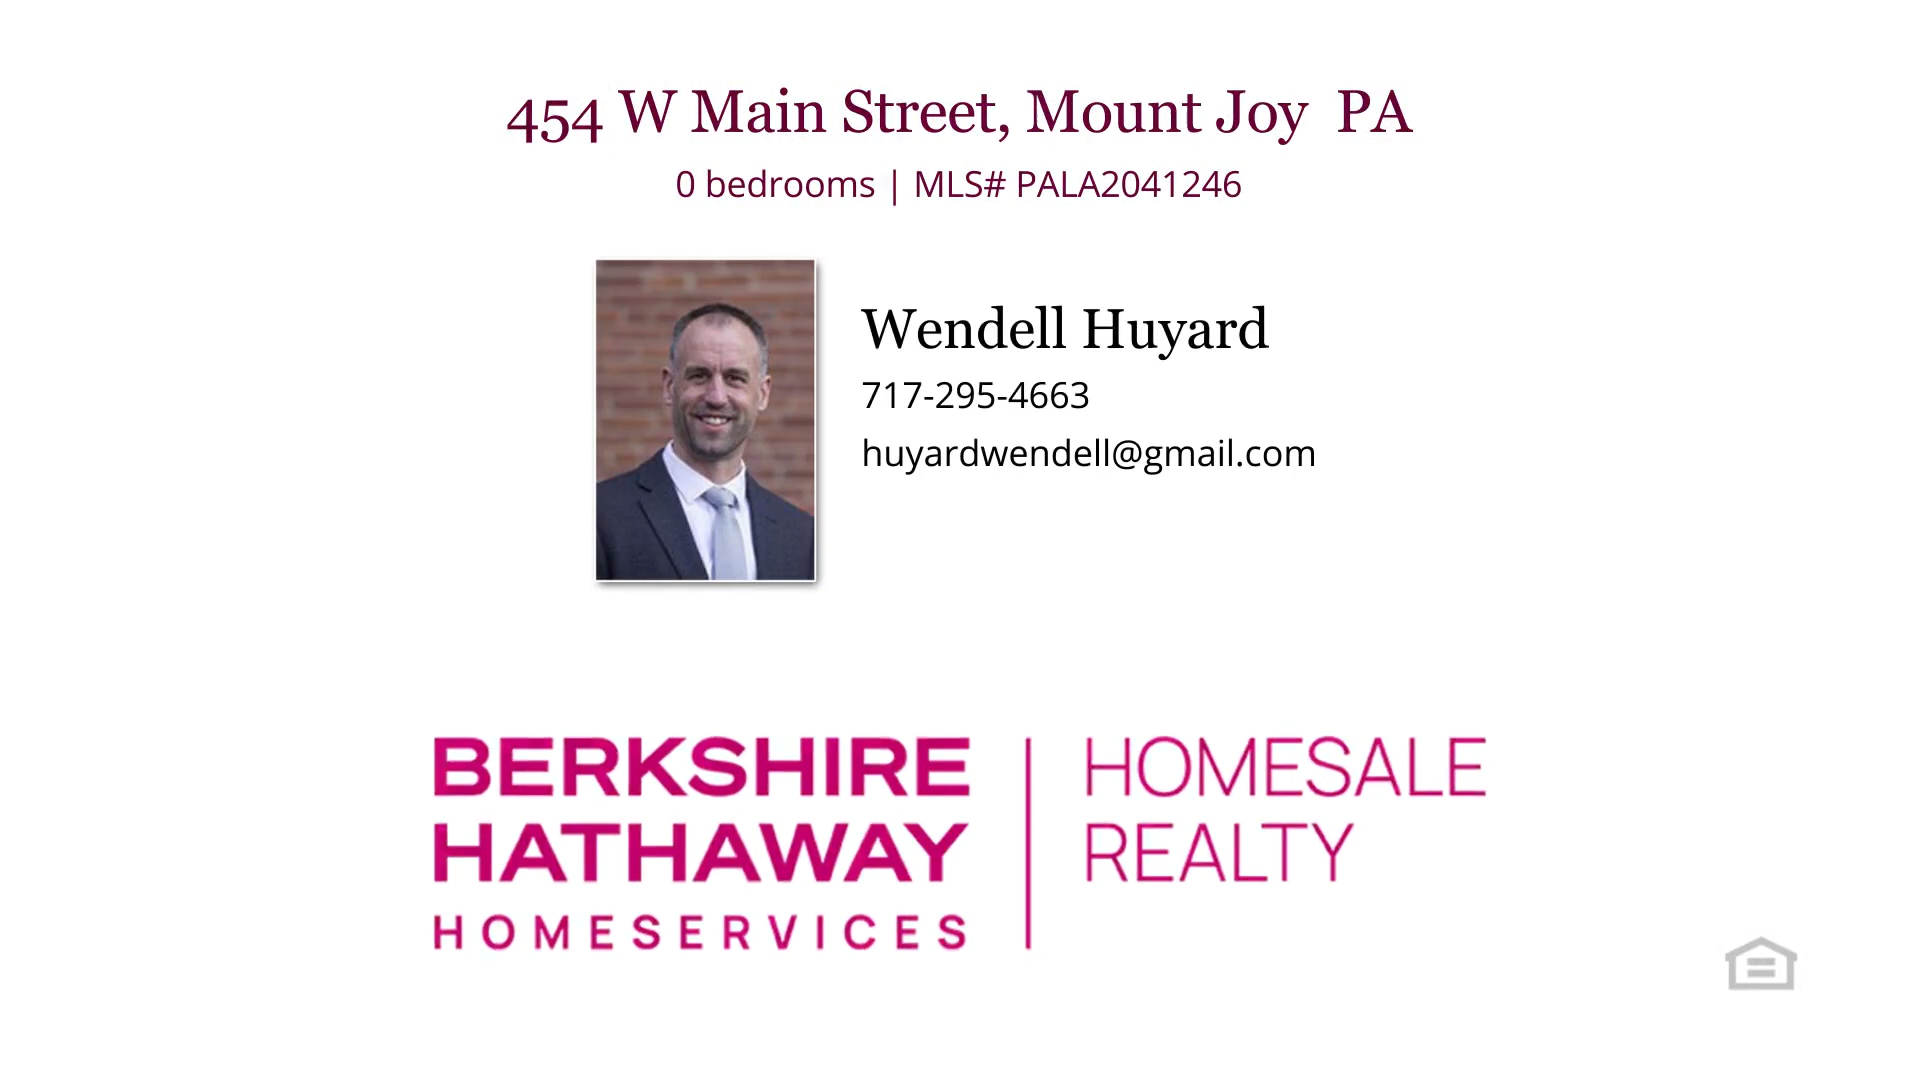 454 W Main Street, Mount Joy  PA
0 bedrooms | MLS# PALA2041246
Wendell Huyard
717-295-4663
huyardwendell@gmail.com
BERKSHIRE
HATHAWAY
HOMESERVICES
HOMESALE
REALTY